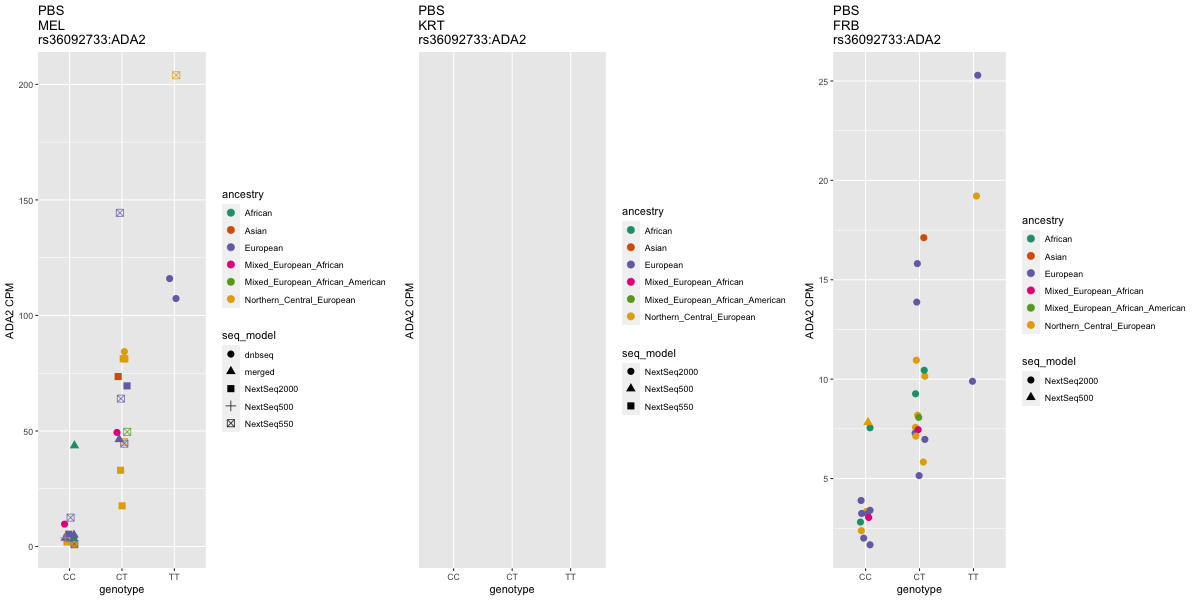 PBS
MEL
rs36092733:ADA2
200
150
100
50
0
ADA2 CPM
CC
CT
TT
genotype
ancestry
African
Asian
European
Mixed_European_African
Mixed_European_African_American
Northern_Central_European
seq_model
dnbseq
merged
NextSeq2000
NextSeq500
NextSeq550
PBS
KRT
rs36092733:ADA2
ADA2 CPM
CC
CT
TT
genotype
ancestry
African
Asian
European
Mixed_European_African
Mixed_European_African_American
Northern_Central_European
seq_model
NextSeq2000
NextSeq500
NextSeq550
PBS
FRB
rs36092733:ADA2
25
20
15
10
5
ADA2 CPM
CC
CT
TT
genotype
ancestry
African
Asian
European
Mixed_European_African
Mixed_European_African_American
Northern_Central_European
seq_model
NextSeq2000
NextSeq500